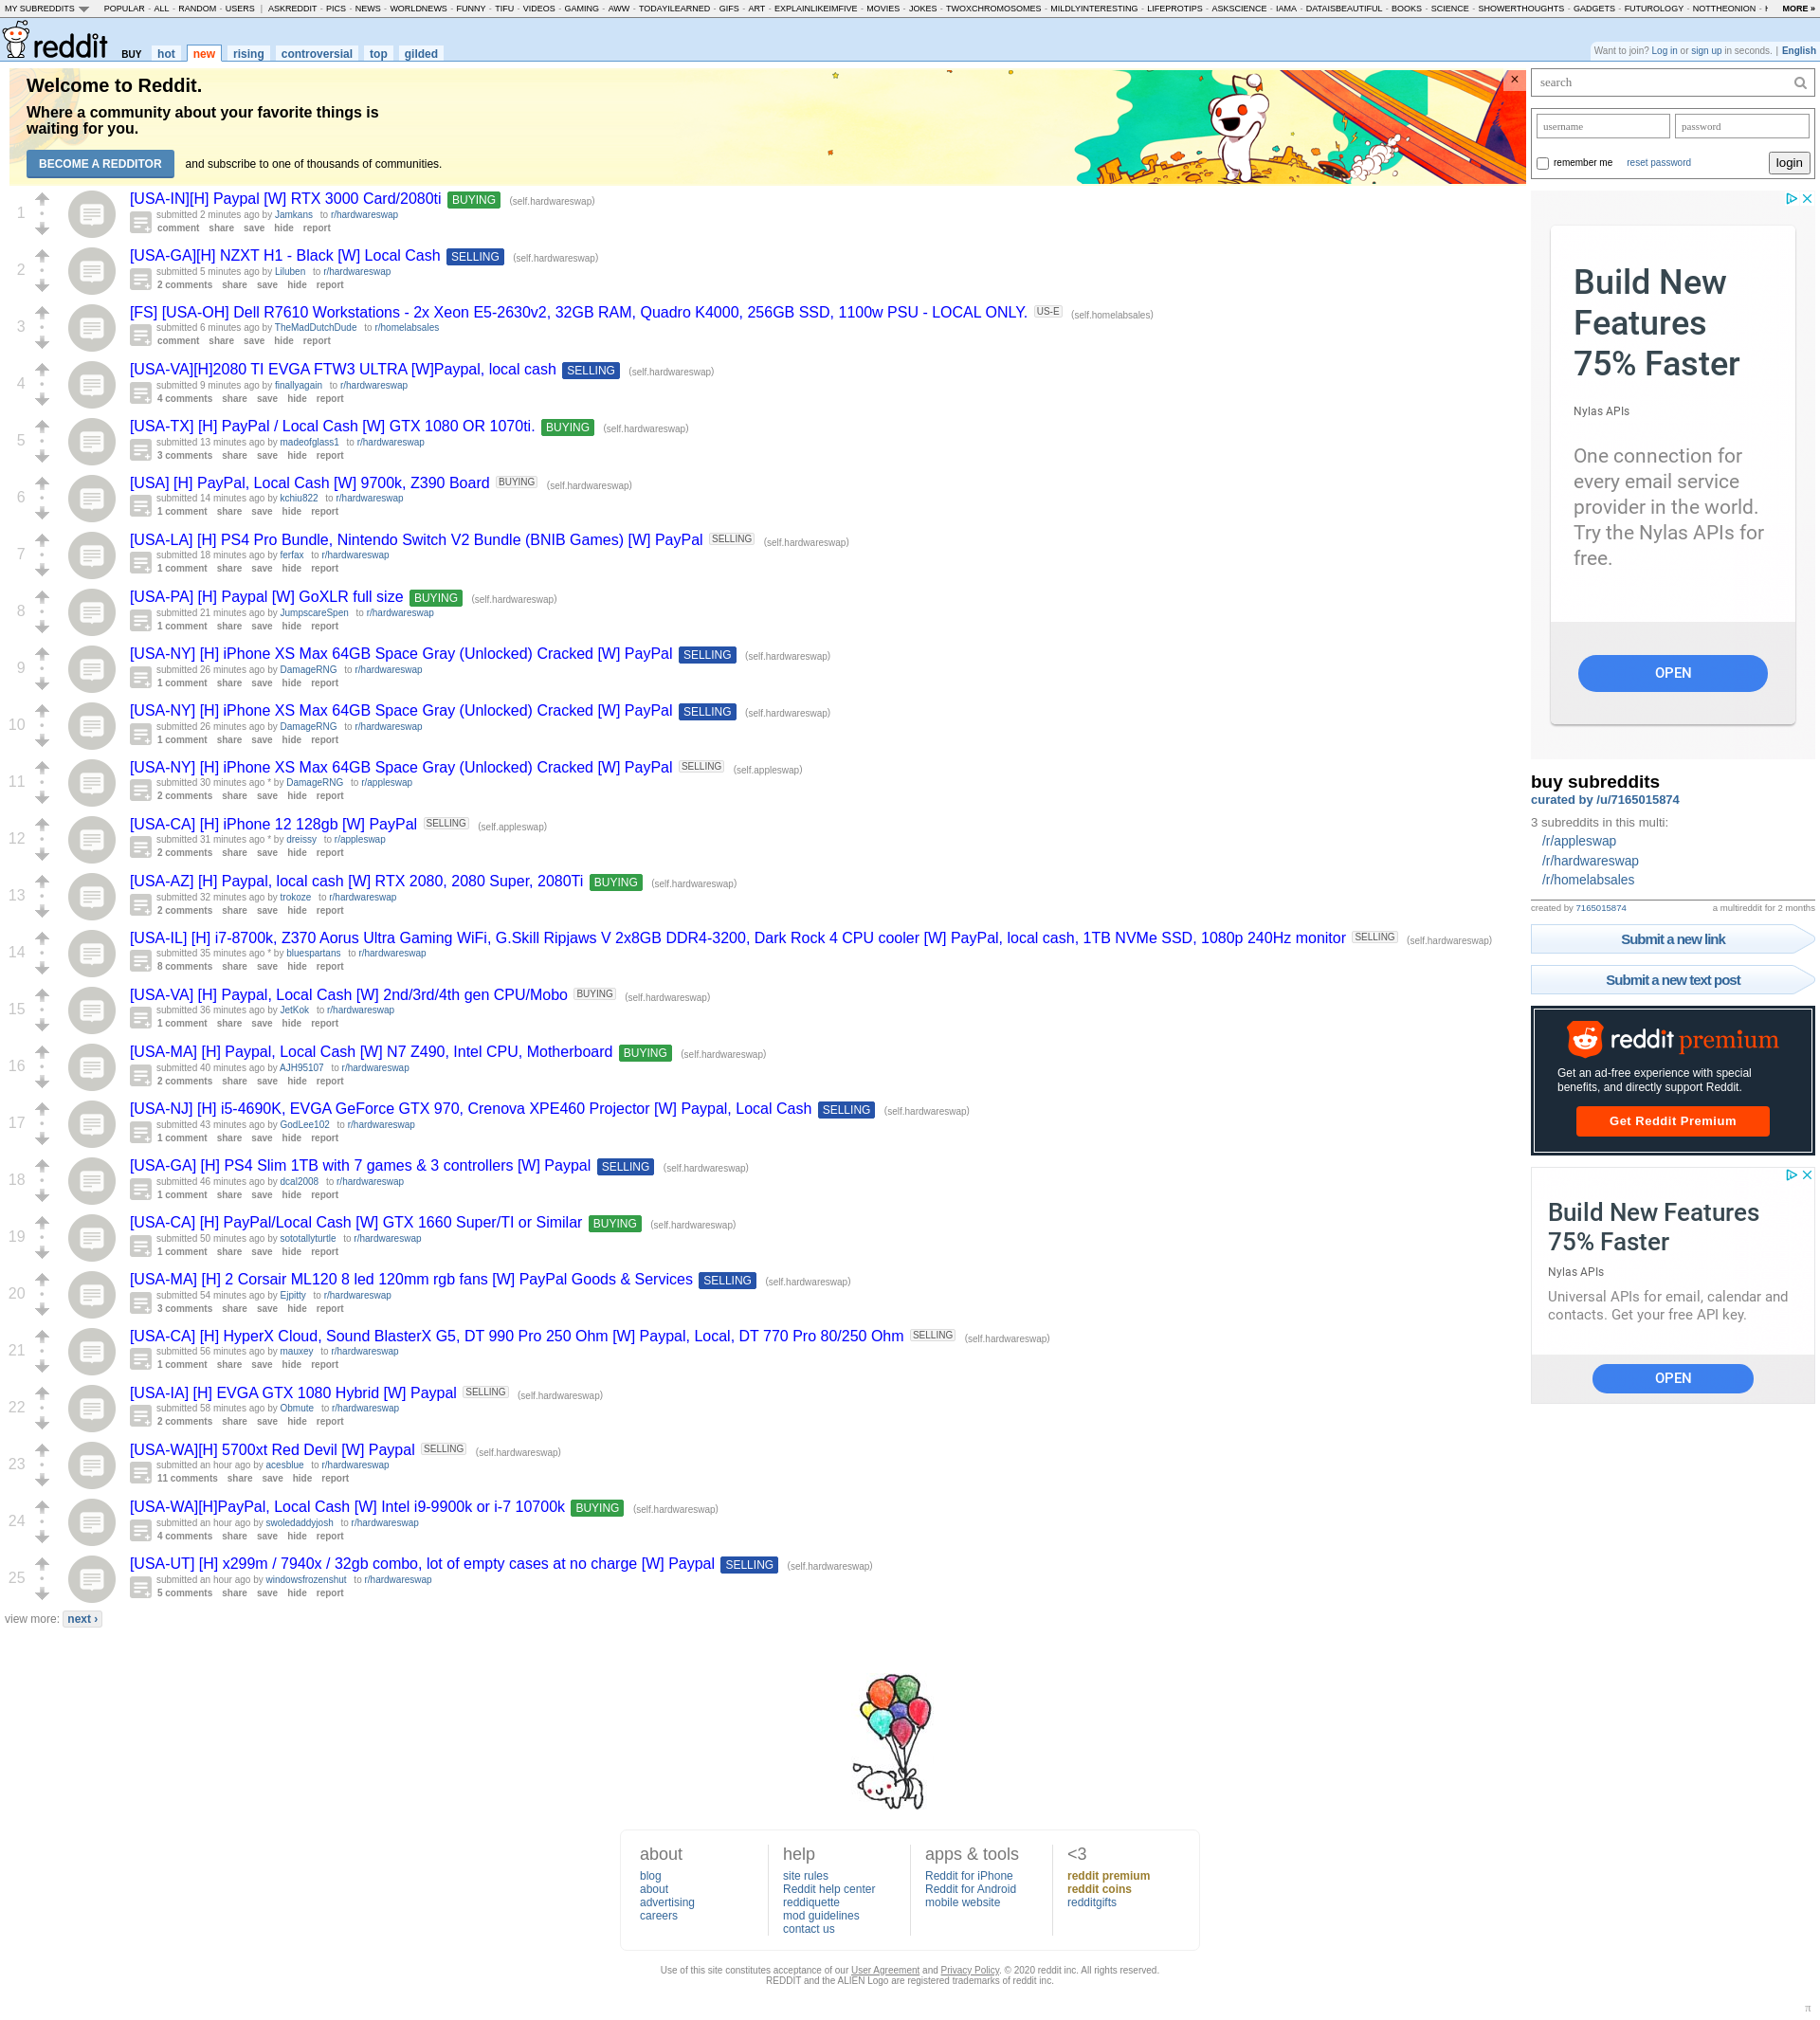 MY SUBREDDITS POPULAR - ALL - RANDOM - USERS | ASKREDDIT - PICS - NEWS - WORLDNEWS - FUNNY - TIFU - VIDEOS - GAMING - AWW - TODAYILEARNED - GIFS - ART - EXPLAINLIKEIMFIVE - MOVIES - JOKES - TWOXCHROMOSOMES - MILDLYINTERESTING - LIFEPROTIPS - ASKSCIENCE - IAMA - DATAISBEAUTIFUL - BOOKS - SCIENCE - SHOWERTHOUGHTS - GADGETS - FUTUROLOGY - NOTTHEONION - MORE »
reddit BUY hot new rising controversial top gilded
Want to join? Log in or sign up in seconds. | English
Welcome to Reddit.
Where a community about your favorite things is
waiting for you.
BECOME A REDDITOR and subscribe to one of thousands of communities.
×
1
[USA-IN][H] Paypal [W] RTX 3000 Card/2080ti BUYING (self.hardwareswap)
submitted 2 minutes ago by Jamkans to r/hardwareswap
comment share save hide report
2
[USA-GA][H] NZXT H1 - Black [W] Local Cash SELLING (self.hardwareswap)
submitted 5 minutes ago by Liluben to r/hardwareswap
2 comments share save hide report
3
[FS] [USA-OH] Dell R7610 Workstations - 2x Xeon E5-2630v2, 32GB RAM, Quadro K4000, 256GB SSD, 1100w PSU - LOCAL ONLY. US-E (self.homelabsales)
submitted 6 minutes ago by TheMadDutchDude to r/homelabsales
comment share save hide report
4
[USA-VA][H]2080 TI EVGA FTW3 ULTRA [W]Paypal, local cash SELLING (self.hardwareswap)
submitted 9 minutes ago by finallyagain to r/hardwareswap
4 comments share save hide report
5
[USA-TX] [H] PayPal / Local Cash [W] GTX 1080 OR 1070ti. BUYING (self.hardwareswap)
submitted 13 minutes ago by madeofglass1 to r/hardwareswap
3 comments share save hide report
6
[USA] [H] PayPal, Local Cash [W] 9700k, Z390 Board BUYING (self.hardwareswap)
submitted 14 minutes ago by kchiu822 to r/hardwareswap
1 comment share save hide report
7
[USA-LA] [H] PS4 Pro Bundle, Nintendo Switch V2 Bundle (BNIB Games) [W] PayPal SELLING (self.hardwareswap)
submitted 18 minutes ago by ferfax to r/hardwareswap
1 comment share save hide report
8
[USA-PA] [H] Paypal [W] GoXLR full size BUYING (self.hardwareswap)
submitted 21 minutes ago by JumpscareSpen to r/hardwareswap
1 comment share save hide report
9
[USA-NY] [H] iPhone XS Max 64GB Space Gray (Unlocked) Cracked [W] PayPal SELLING (self.hardwareswap)
submitted 26 minutes ago by DamageRNG to r/hardwareswap
1 comment share save hide report
10
[USA-NY] [H] iPhone XS Max 64GB Space Gray (Unlocked) Cracked [W] PayPal SELLING (self.hardwareswap)
submitted 26 minutes ago by DamageRNG to r/hardwareswap
1 comment share save hide report
11
[USA-NY] [H] iPhone XS Max 64GB Space Gray (Unlocked) Cracked [W] PayPal SELLING (self.appleswap)
submitted 30 minutes ago * by DamageRNG to r/appleswap
2 comments share save hide report
12
[USA-CA] [H] iPhone 12 128gb [W] PayPal SELLING (self.appleswap)
submitted 31 minutes ago * by dreissy to r/appleswap
2 comments share save hide report
13
[USA-AZ] [H] Paypal, local cash [W] RTX 2080, 2080 Super, 2080Ti BUYING (self.hardwareswap)
submitted 32 minutes ago by trokoze to r/hardwareswap
2 comments share save hide report
14
[USA-IL] [H] i7-8700k, Z370 Aorus Ultra Gaming WiFi, G.Skill Ripjaws V 2x8GB DDR4-3200, Dark Rock 4 CPU cooler [W] PayPal, local cash, 1TB NVMe SSD, 1080p 240Hz monitor SELLING (self.hardwareswap)
submitted 35 minutes ago * by bluespartans to r/hardwareswap
8 comments share save hide report
15
[USA-VA] [H] Paypal, Local Cash [W] 2nd/3rd/4th gen CPU/Mobo BUYING (self.hardwareswap)
submitted 36 minutes ago by JetKok to r/hardwareswap
1 comment share save hide report
16
[USA-MA] [H] Paypal, Local Cash [W] N7 Z490, Intel CPU, Motherboard BUYING (self.hardwareswap)
submitted 40 minutes ago by AJH95107 to r/hardwareswap
2 comments share save hide report
17
[USA-NJ] [H] i5-4690K, EVGA GeForce GTX 970, Crenova XPE460 Projector [W] Paypal, Local Cash SELLING (self.hardwareswap)
submitted 43 minutes ago by GodLee102 to r/hardwareswap
1 comment share save hide report
18
[USA-GA] [H] PS4 Slim 1TB with 7 games & 3 controllers [W] Paypal SELLING (self.hardwareswap)
submitted 46 minutes ago by dcal2008 to r/hardwareswap
1 comment share save hide report
19
[USA-CA] [H] PayPal/Local Cash [W] GTX 1660 Super/TI or Similar BUYING (self.hardwareswap)
submitted 50 minutes ago by sototallyturtle to r/hardwareswap
1 comment share save hide report
20
[USA-MA] [H] 2 Corsair ML120 8 led 120mm rgb fans [W] PayPal Goods & Services SELLING (self.hardwareswap)
submitted 54 minutes ago by Ejpitty to r/hardwareswap
3 comments share save hide report
21
[USA-CA] [H] HyperX Cloud, Sound BlasterX G5, DT 990 Pro 250 Ohm [W] Paypal, Local, DT 770 Pro 80/250 Ohm SELLING (self.hardwareswap)
submitted 56 minutes ago by mauxey to r/hardwareswap
1 comment share save hide report
22
[USA-IA] [H] EVGA GTX 1080 Hybrid [W] Paypal SELLING (self.hardwareswap)
submitted 58 minutes ago by Obmute to r/hardwareswap
2 comments share save hide report
23
[USA-WA][H] 5700xt Red Devil [W] Paypal SELLING (self.hardwareswap)
submitted an hour ago by acesblue to r/hardwareswap
11 comments share save hide report
24
[USA-WA][H]PayPal, Local Cash [W] Intel i9-9900k or i-7 10700k BUYING (self.hardwareswap)
submitted an hour ago by swoledaddyjosh to r/hardwareswap
4 comments share save hide report
25
[USA-UT] [H] x299m / 7940x / 32gb combo, lot of empty cases at no charge [W] Paypal SELLING (self.hardwareswap)
submitted an hour ago by windowsfrozenshut to r/hardwareswap
5 comments share save hide report
view more: next ›
search
username password
remember me reset password login
Build New
Features
75% Faster
Nylas APIs
One connection for
every email service
provider in the world.
Try the Nylas APIs for
free.
OPEN
buy subreddits
curated by /u/7165015874
3 subreddits in this multi:
/r/appleswap
/r/hardwareswap
/r/homelabsales
created by 7165015874 a multireddit for 2 months
Submit a new link
Submit a new text post
reddit premium
Get an ad-free experience with special
benefits, and directly support Reddit.
Get Reddit Premium
Build New Features
75% Faster
Nylas APIs
Universal APIs for email, calendar and
contacts. Get your free API key.
OPEN
about
blog
about
advertising
careers
help
site rules
Reddit help center
reddiquette
mod guidelines
contact us
apps & tools
Reddit for iPhone
Reddit for Android
mobile website
<3
reddit premium
reddit coins
redditgifts
Use of this site constitutes acceptance of our User Agreement and Privacy Policy. © 2020 reddit inc. All rights reserved.
REDDIT and the ALIEN Logo are registered trademarks of reddit inc.
π